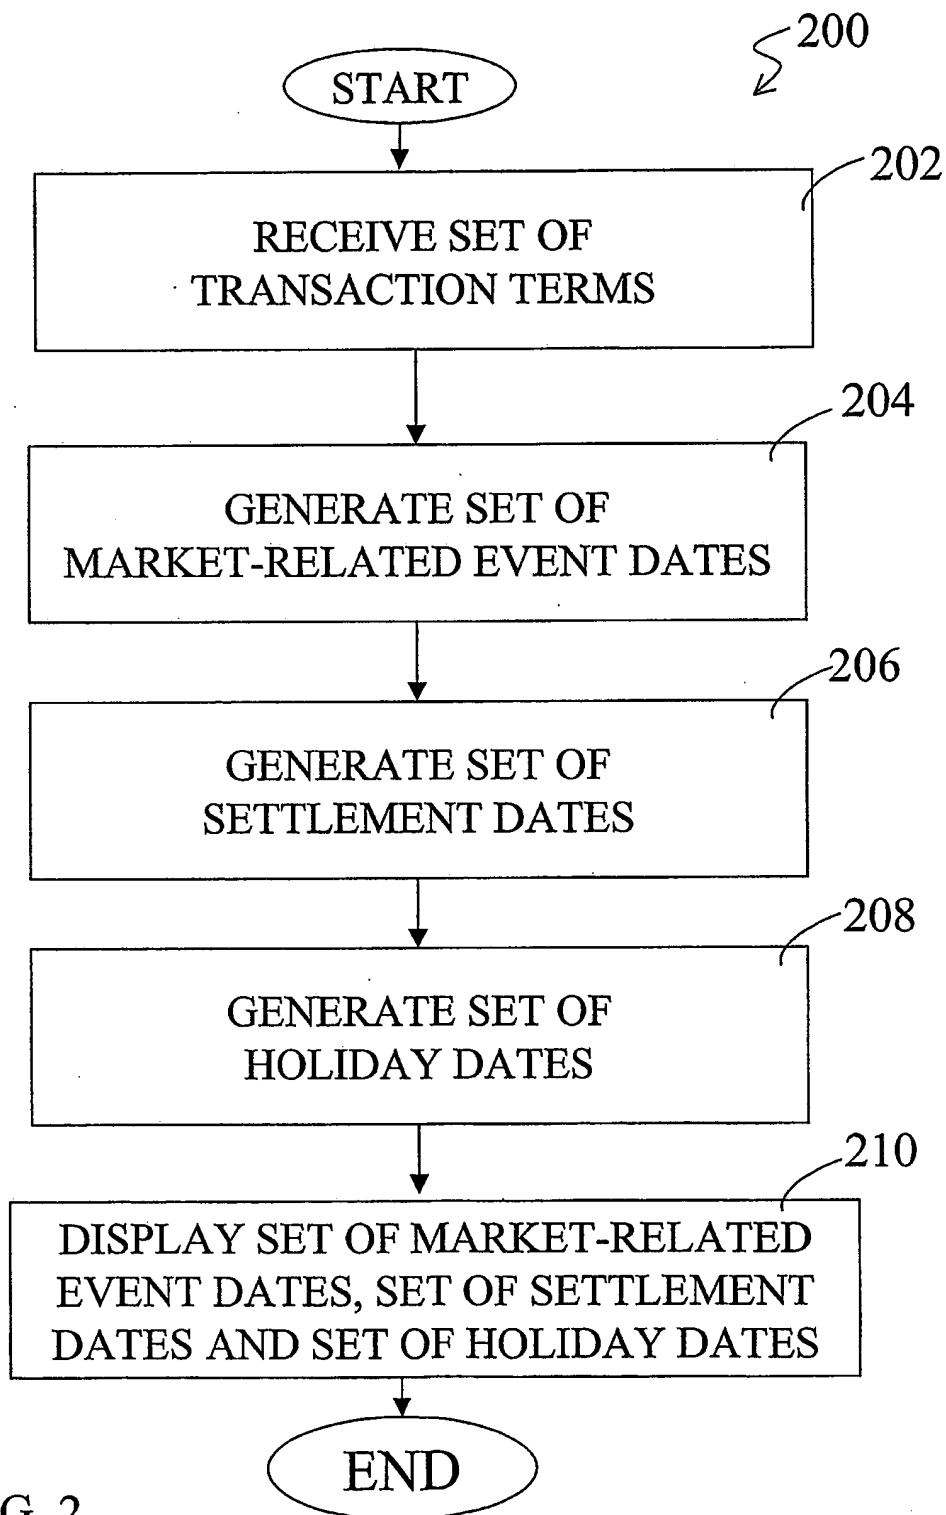 200
START
202
RECEIVE SET OF
TRANSACTION TERMS
204
GENERATE SET OF
MARKET-RELATED EVENT DATES
206
GENERATE SET OF
SETTLEMENT DATES
208
GENERATE SET OF
HOLIDAY DATES
210
DISPLAY SET OF MARKET-RELATED
EVENT DATES, SET OF SETTLEMENT
DATES AND SET OF HOLIDAY DATES
END
G. 2